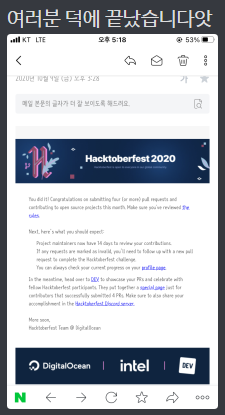 여러분 덕에 끝났습니다앗
KT LTE
오후 5:18
53%
2020년 10월 9일 (금) 오후 3:28
가
메일 본문의 글자가 더 잘 보이도록 해드려요.
Hacktoberfest 2020
You did it! Congratulations on submitting four (or more) pull requests and
contributing to open source projects this month. Make sure you've reviewed the
rules.
Next, here's what you should expect:
Project maintainers now have 14 days to review your contributions.
If any requests are marked as invalid, you'll need to follow up with a new pull
request to complete the Hacktoberfest challenge.
You can always check your current progress on your profile page.
In the meantime, head over to DEV to showcase your PRs and celebrate with
fellow Hacktoberfest participants. They put together a special page just for
contributors that successfully submitted 4 PRs. Make sure to also share your
accomplishment in the Hacktoberfest Discord server.
More soon,
Hacktoberfest Team @ DigitalOcean
DigitalOcean
intel
DEV
N